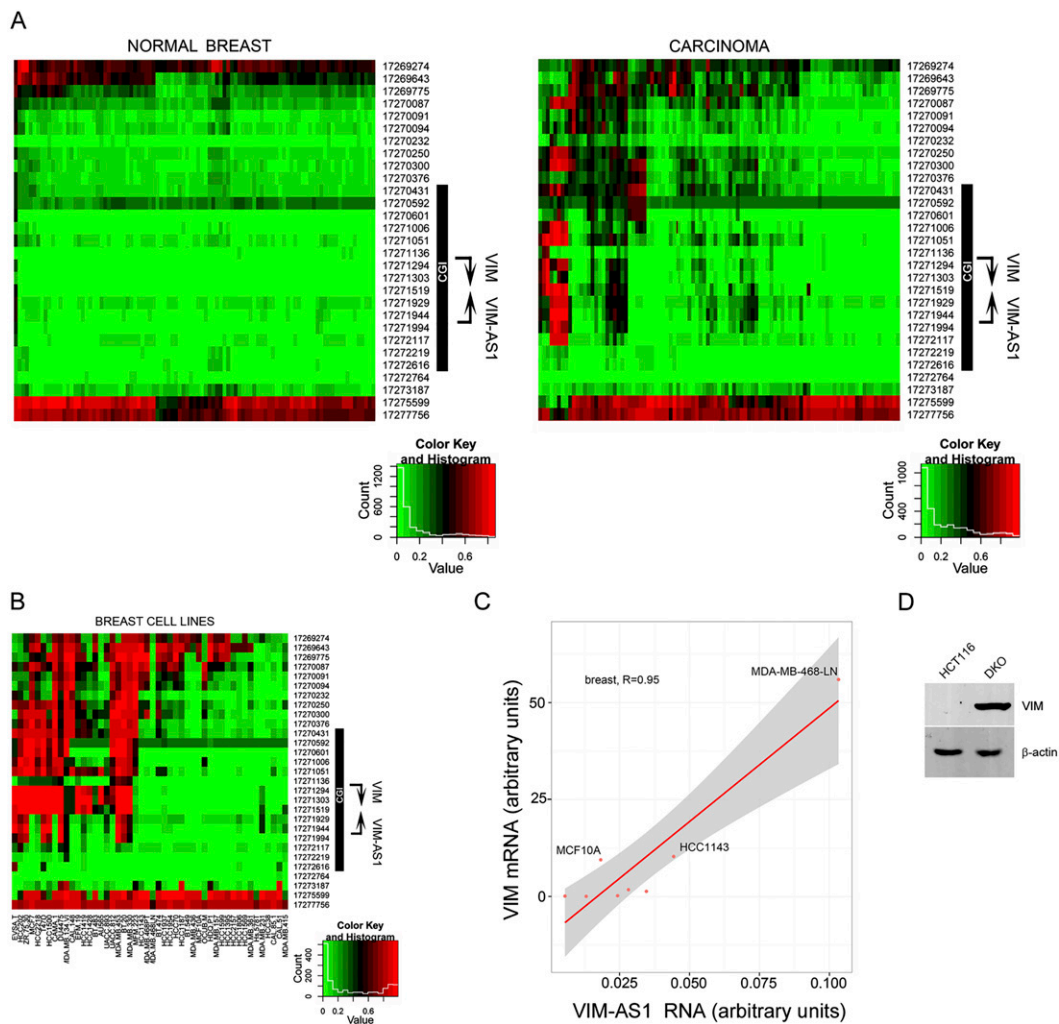 A
NORMAL BREAST
17269274
17269643
17269775
17270087
17270091
17270094
17270232
17270250
17270300
17270376
17270431
17270592
17270601
17271006
17271051
17271136
17271294
17271303
17271519
17271929
17271944
17271994
17272117
17272219
17272616
17272764
17273187
17275599
17277756
CGI
VIM
VIM-AS1
Color Key
and Histogram
Count
0 600 1200
0 0.2 0.6
Value
CARCINOMA
17269274
17269643
17269775
17270087
17270091
17270094
17270232
17270250
17270300
17270376
17270431
17270592
17270601
17271006
17271051
17271136
17271294
17271303
17271519
17271929
17271944
17271994
17272117
17272219
17272616
17272764
17273187
17275599
17277756
CGI
VIM
VIM-AS1
Color Key
and Histogram
Count
0 400 1000
0 0.2 0.6
Value
B
BREAST CELL LINES
17269274
17269643
17269775
17270087
17270091
17270094
17270232
17270250
17270300
17270376
17270431
17270592
17270601
17271006
17271051
17271136
17271294
17271303
17271519
17271929
17271944
17271994
17272117
17272219
17272616
17272764
17273187
17275599
17277756
CGI
VIM
VIM-AS1
Color Key
and Histogram
Count
0 200 400
0 0.2 0.6
Value
C
breast, R=0.95
MDA-MB-468-LN
MCF10A
HCC1143
VIM mRNA (arbitrary units)
50
25
0
0.025 0.050 0.075 0.100
VIM-AS1 RNA (arbitrary units)
D
HCT116
DKO
VIM
β-actin